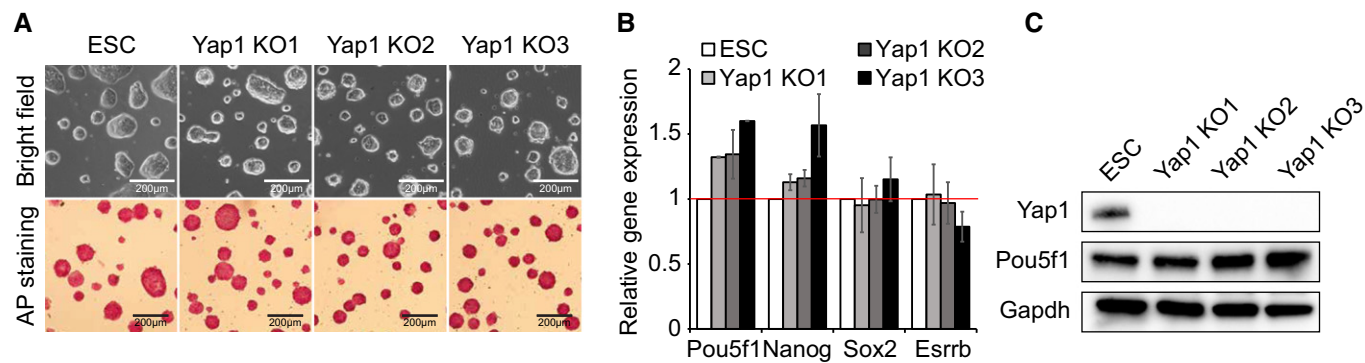 A
ESC Yap1 KO1 Yap1 KO2 Yap1 KO3
Bright field
200μm 200μm 200μm 200μm
AP staining
200μm 200μm 200μm 200μm
B
ESC Yap1 KO2
Yap1 KO1 Yap1 KO3
Relative gene expression
2
1.5
1
0.5
0
Pou5f1 Nanog Sox2 Esrrb
C
ESC Yap1 KO1 Yap1 KO2 Yap1 KO3
Yap1
Pou5f1
Gapdh